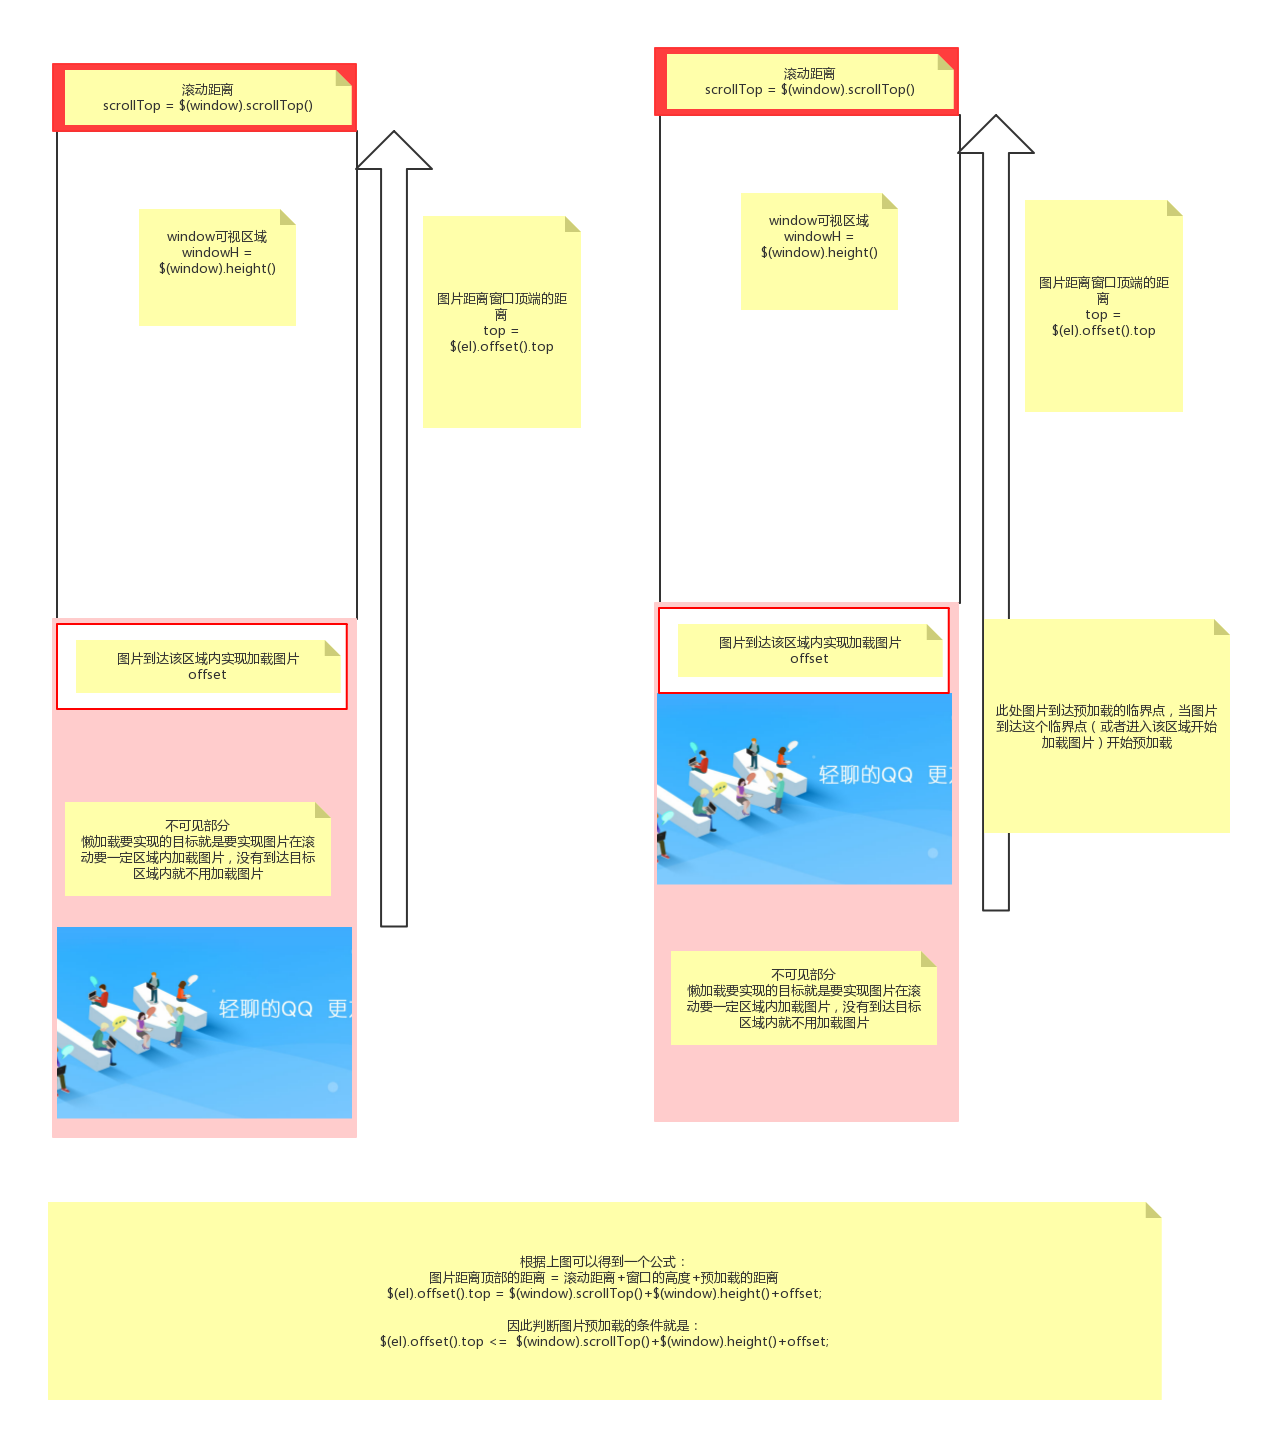 滚动距离
scrollTop = $(window).scrollTop()
window可视区域
windowH =
$(window).height()
图片距离窗口顶端的距
离
top =
$(el).offset().top
图片到达该区域内实现加载图片
offset
不可见部分
懒加载要实现的目标就是要实现图片在滚
动要一定区域内加载图片，没有到达目标
区域内就不用加载图片
轻聊的QQ 更
滚动距离
scrollTop = $(window).scrollTop()
window可视区域
windowH =
$(window).height()
图片距离窗口顶端的距
离
top =
$(el).offset().top
图片到达该区域内实现加载图片
offset
此处图片到达预加载的临界点，当图片
到达这个临界点（或者进入该区域开始
加载图片）开始预加载
轻聊的QQ 更
不可见部分
懒加载要实现的目标就是要实现图片在滚
动要一定区域内加载图片，没有到达目标
区域内就不用加载图片
根据上图可以得到一个公式：
图片距离顶部的距离 = 滚动距离+窗口的高度+预加载的距离
$(el).offset().top = $(window).scrollTop()+$(window).height()+offset;
因此判断图片预加载的条件就是：
$(el).offset().top <= $(window).scrollTop()+$(window).height()+offset;